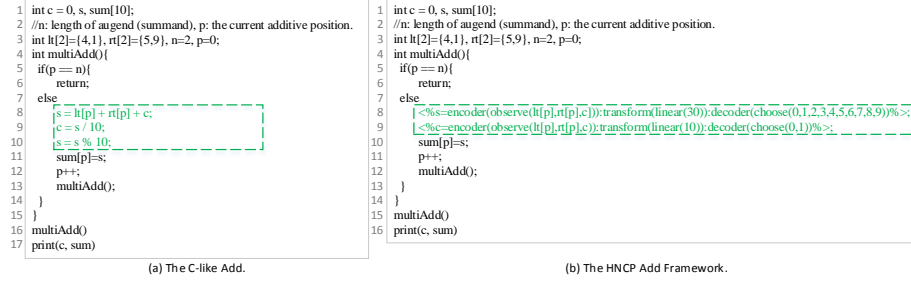 1 int c = 0, s, sum[10];
2 //n: length of augend (summand), p: the current additive position.
3 int lt[2]={4,1}, rt[2]={5,9}, n=2, p=0;
4 int multiAdd(){
5 if(p == n){
6 return;
7 else
8 s = lt[p] + rt[p] + c;
9 c = s / 10;
10 s = s % 10;
11 sum[p]=s;
12 p++;
13 multiAdd();
14 }
15 }
16 multiAdd()
17 print(c, sum)
(a) The C-like Add.
1 int c = 0, s, sum[10];
2 //n: length of augend (summand), p: the current additive position.
3 int lt[2]={4,1}, rt[2]={5,9}, n=2, p=0;
4 int multiAdd(){
5 if(p == n){
6 return;
7 else
8 <%s=encoder(observe(lt[p],rt[p],c)):transform(linear(30)):decoder(choose(0,1,2,3,4,5,6,7,8,9))%>;
9 <%c=encoder(observe(lt[p],rt[p],c)):transform(linear(10)):decoder(choose(0,1))%>;
10 sum[p]=s;
11 p++;
12 multiAdd();
13 }
14 }
15 multiAdd()
16 print(c, sum)
(b) The HNCP Add Framework.